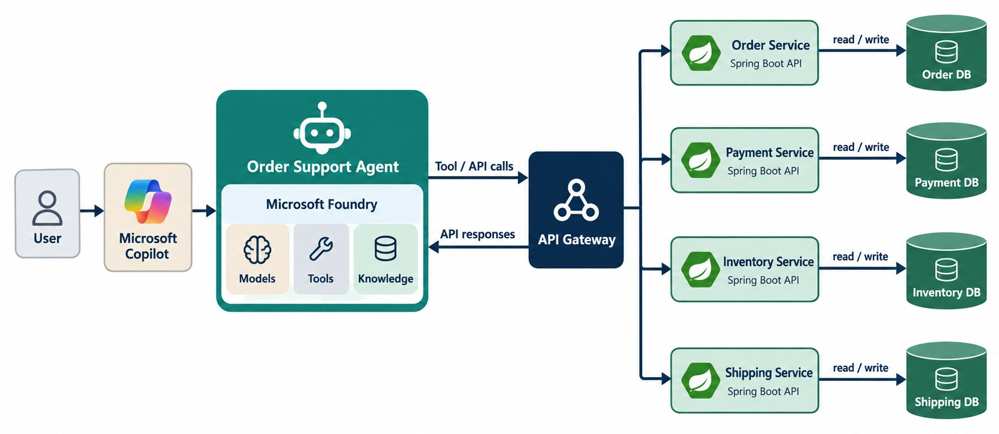 User
Microsoft
Copilot
Order Support Agent
Microsoft Foundry
Models
Tools
Knowledge
Tool / API calls
API responses
API Gateway
Order Service
Spring Boot API
read / write
Order DB
Payment Service
Spring Boot API
read / write
Payment DB
Inventory Service
Spring Boot API
read / write
Inventory DB
Shipping Service
Spring Boot API
read / write
Shipping DB